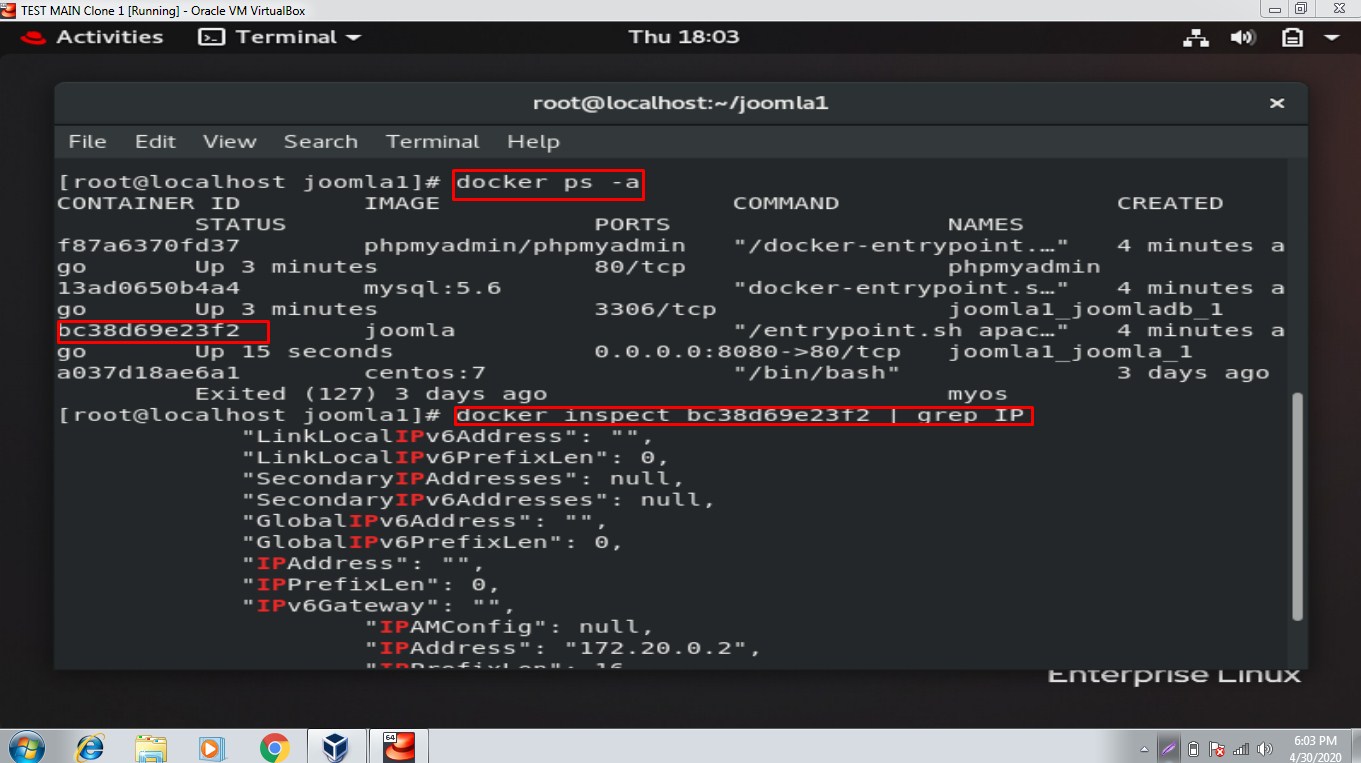 TEST MAIN Clone 1 [Running] - Oracle VM VirtualBox
Activities Terminal Thu 18:03
root@localhost:~/joomla1
File Edit View Search Terminal Help
[root@localhost joomla1]# docker ps -a
CONTAINER ID IMAGE COMMAND CREATED
STATUS PORTS NAMES
f87a6370fd37 phpmyadmin/phpmyadmin "/docker-entrypoint.…" 4 minutes a
go Up 3 minutes 80/tcp phpmyadmin
13ad0650b4a4 mysql:5.6 "docker-entrypoint.s…" 4 minutes a
go Up 3 minutes 3306/tcp joomla1_joomladb_1
bc38d69e23f2 joomla "/entrypoint.sh apac…" 4 minutes a
go Up 15 seconds 0.0.0.0:8080->80/tcp joomla1_joomla_1
a037d18ae6a1 centos:7 "/bin/bash" 3 days ago
Exited (127) 3 days ago myos
[root@localhost joomla1]# docker inspect bc38d69e23f2 | grep IP
"LinkLocalIPv6Address": "",
"LinkLocalIPv6PrefixLen": 0,
"SecondaryIPAddresses": null,
"SecondaryIPv6Addresses": null,
"GlobalIPv6Address": "",
"GlobalIPv6PrefixLen": 0,
"IPAddress": "",
"IPPrefixLen": 0,
"IPv6Gateway": "",
"IPAMConfig": null,
"IPAddress": "172.20.0.2",
"IPPrefixLen": 16,
Enterprise Linux
64
6:03 PM
4/30/2020